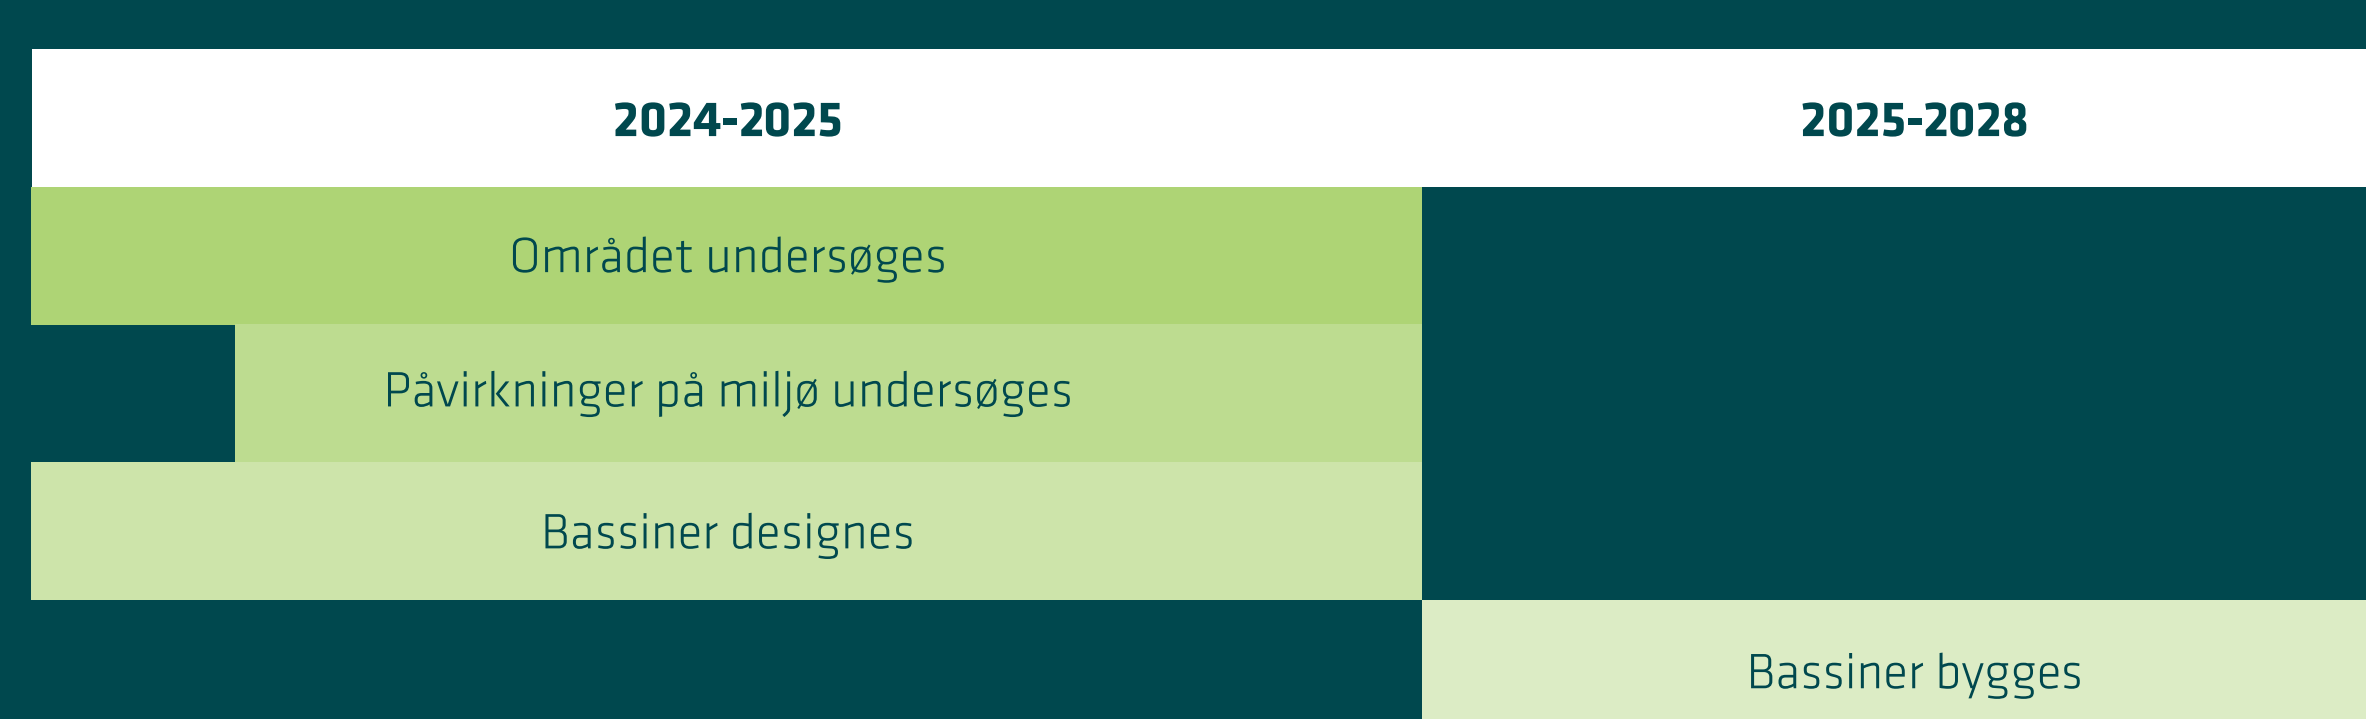 2024-2025
2025-2028
Området undersøges
Påvirkninger på miljø undersøges
Bassiner designes
Bassiner bygges